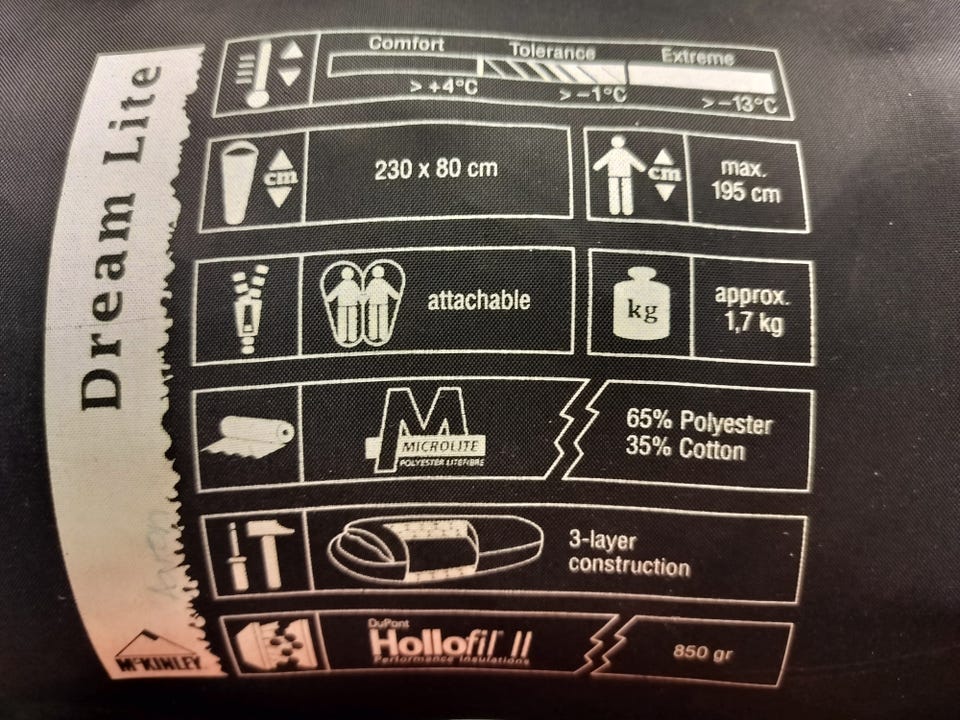 Dream Lite
McKINLEY
Comfort Tolerance Extreme
>+4°C >-1°C >-13°C
cm
230 x 80 cm
cm
max.
195 cm
attachable
kg
approx.
1,7 kg
M
MICROLITE
POLYESTER LITEFIBRE
65% Polyester
35% Cotton
3-layer
construction
DuPont
Hollofil II
Performance Insulations
850 gr